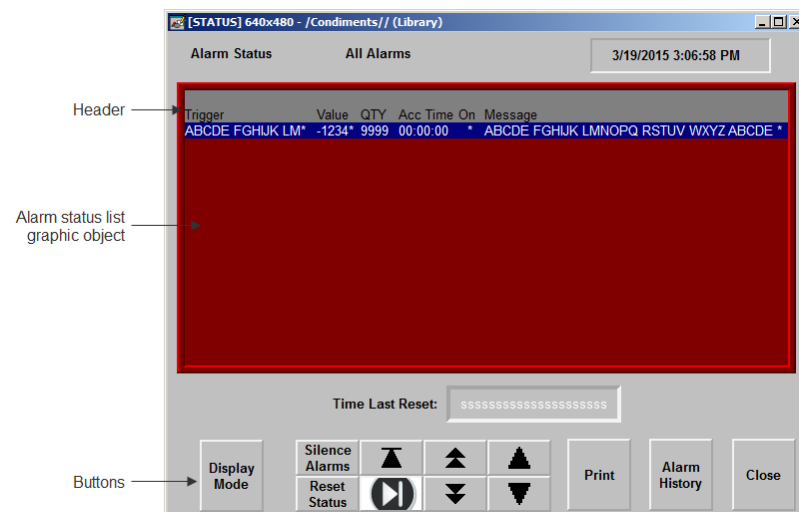 [STATUS] 640x480 - /Condiments// (Library)
Alarm Status All Alarms 3/19/2015 3:06:58 PM
Header
Trigger Value QTY Acc Time On Message
ABCDE FGHIJK LM* -1234* 9999 00:00:00 * ABCDE FGHIJK LMNOPQ RSTUV WXYZ ABCDE *
Alarm status list
graphic object
Time Last Reset: sssssssssssssssssssss
Buttons
Display
Mode
Silence
Alarms
Reset
Status
Print
Alarm
History
Close